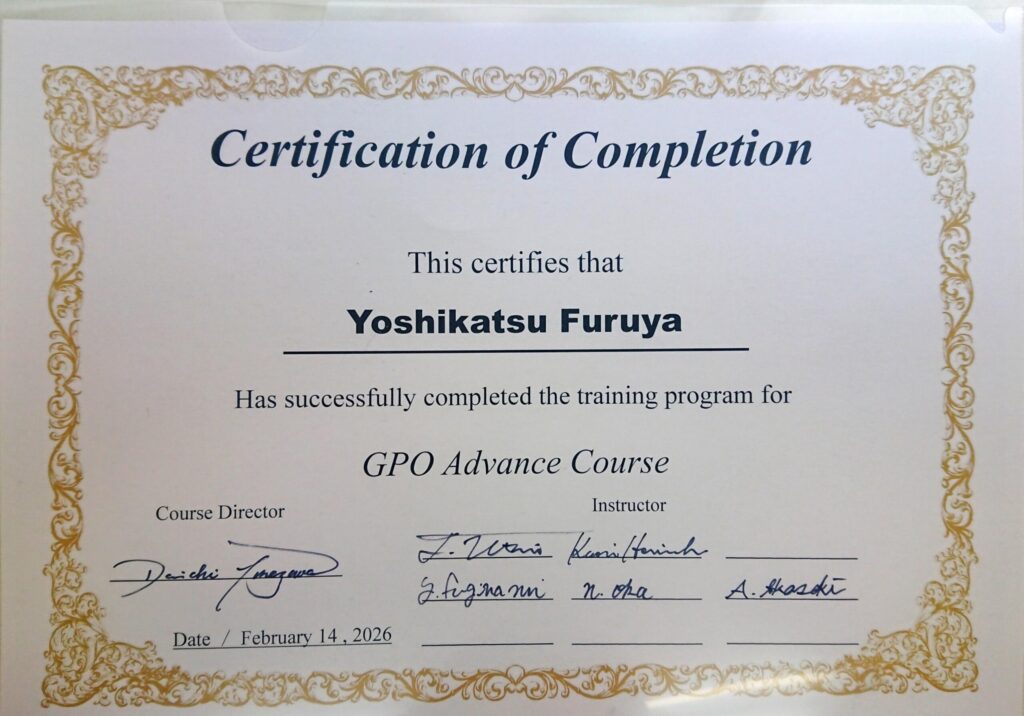 Certification of Completion
This certifies that
Yoshikatsu Furuya
Has successfully completed the training program for
GPO Advance Course
Course Director
Instructor
Daichi
N. Oka
Date / February 14 , 2026